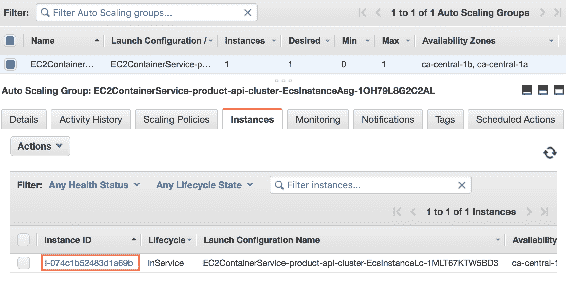 Filter: Filter Auto Scaling groups... 1 to 1 of 1 Auto Scaling Groups
Name Launch Configuration / Instances Desired Min Max Availability Zones
EC2Container... EC2ContainerService-p... 1 1 0 1 ca-central-1b, ca-central-1a
Auto Scaling Group: EC2ContainerService-product-api-cluster-EcsInstanceAsg-1OH79L8G2C2AL
Details Activity History Scaling Policies Instances Monitoring Notifications Tags Scheduled Actions
Actions
Filter: Any Health Status Any Lifecycle State Filter instances...
1 to 1 of 1 Instances
Instance ID Lifecycle Launch Configuration Name Availability
i-074c1b52483d1a69b InService EC2ContainerService-product-api-cluster-EcsInstanceLc-1MLT67KTW5BD3 ca-central-1